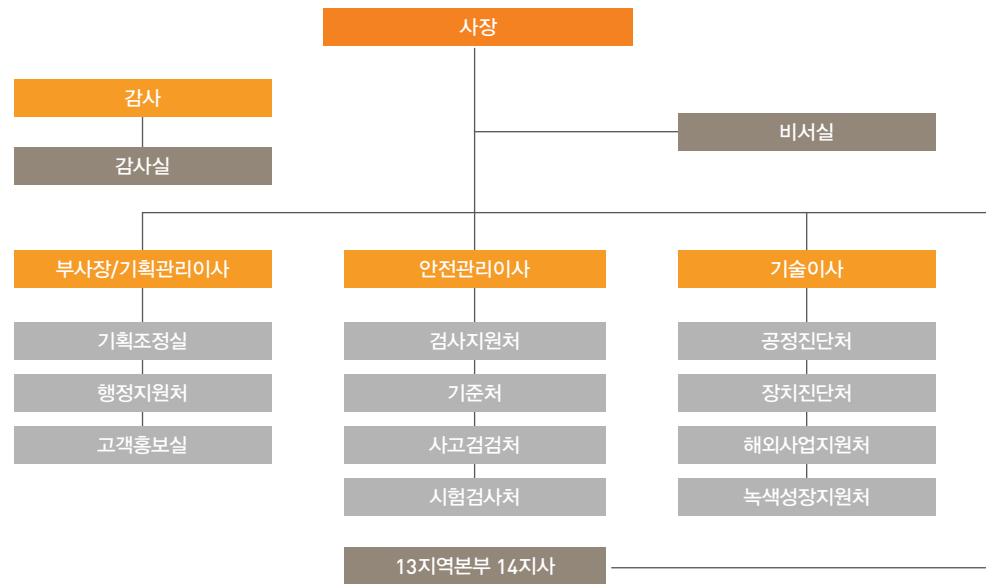 사장
감사
비서실
감사실
부사장/기획관리이사
안전관리이사
기술이사
기획조정실
검사지원처
공정진단처
행정지원처
기준처
장치진단처
고객홍보실
사고검검처
해외사업지원처
시험검사처
녹색성장지원처
13지역본부 14지사